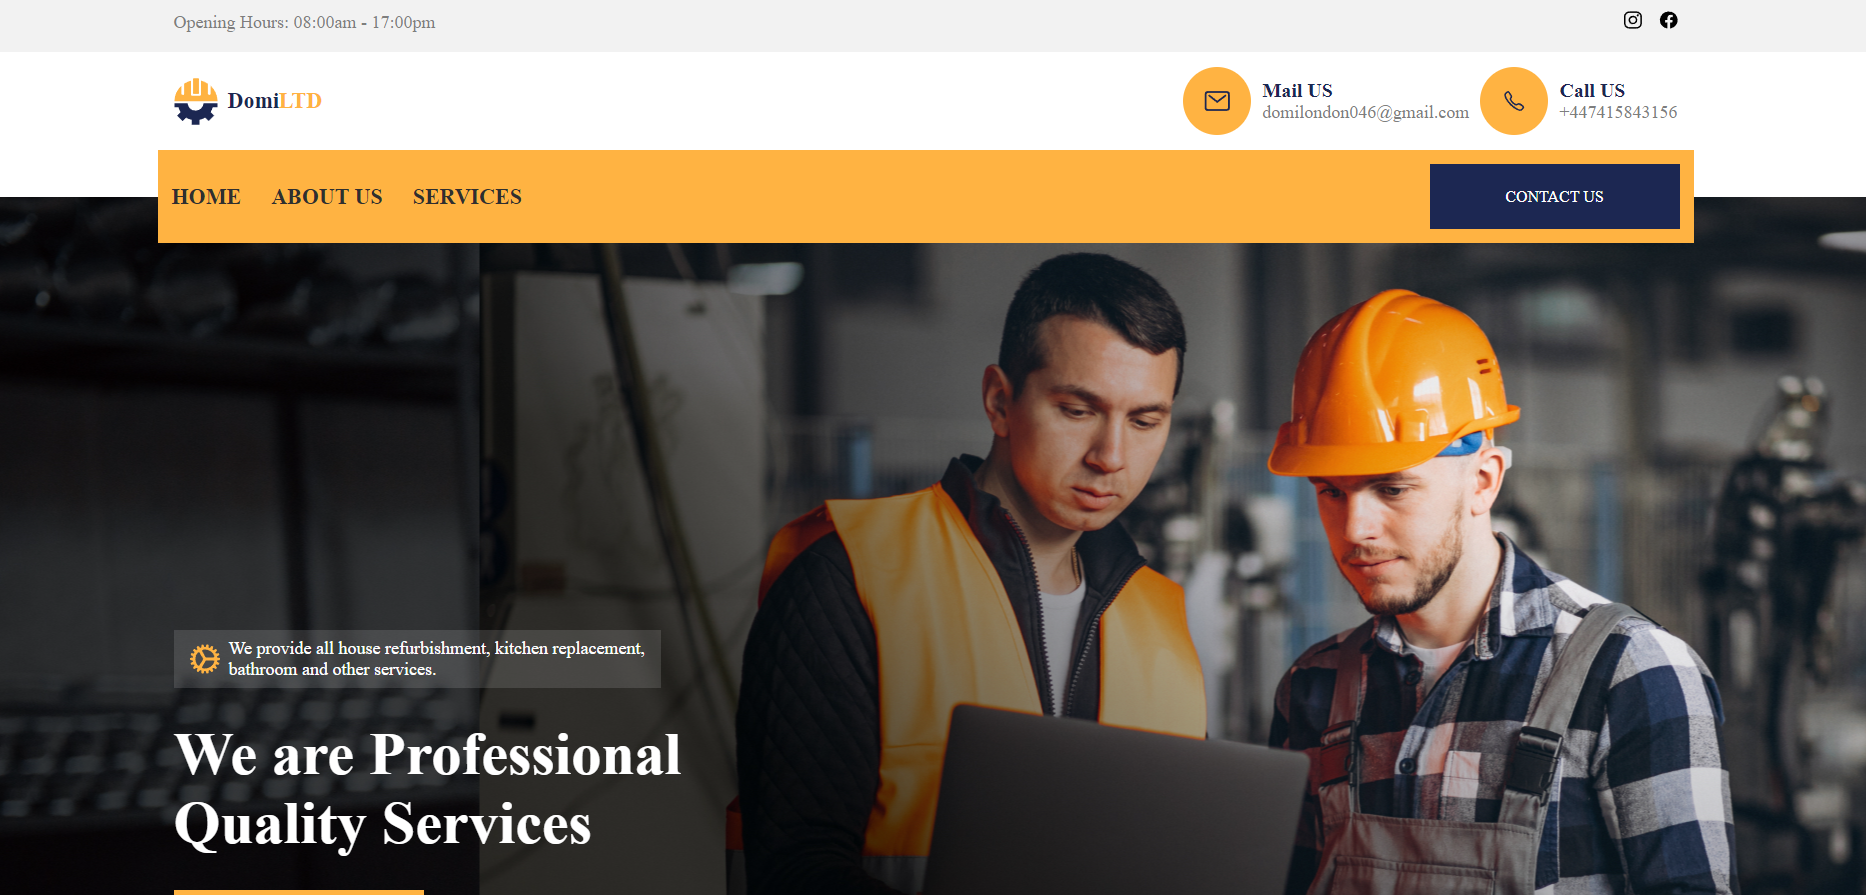 Opening Hours: 08:00am - 17:00pm
DomiLTD
Mail US
domilondon046@gmail.com
Call US
+447415843156
HOME
ABOUT US
SERVICES
CONTACT US
We provide all house refurbishment, kitchen replacement,
bathroom and other services.
We are Professional
Quality Services